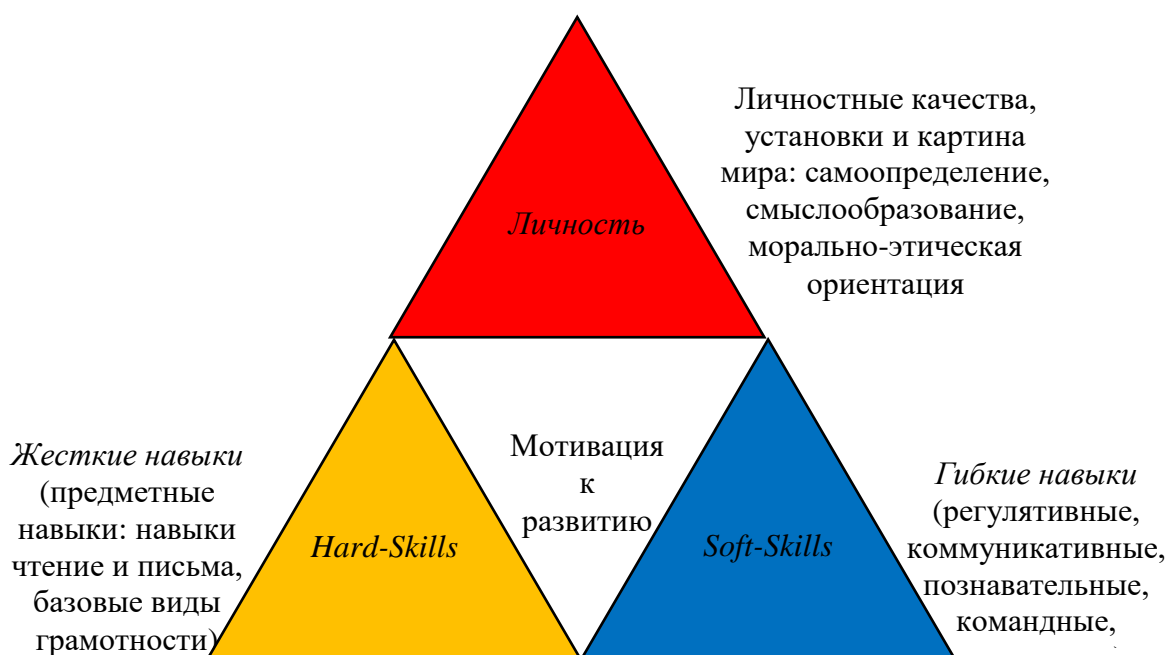 Личностные качества,
установки и картина
мира: самоопределение,
смыслообразование,
морально-этическая
ориентация
Личность
Мотивация
к
развитию
Жесткие навыки
(предметные
навыки: навыки
чтение и письма,
базовые виды
грамотности)
Hard-Skills
Soft-Skills
Гибкие навыки
(регулятивные,
коммуникативные,
познавательные,
командные,